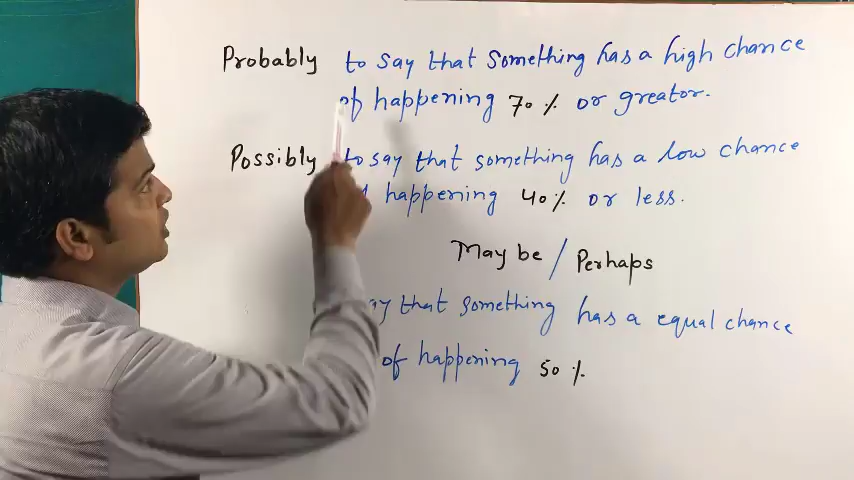 Probably to say that something has a high chance
of happening 70 % or greator.
Possibly to say that something has a low chance
happening 40% or less.
May be / Perhaps
that something has a equal chance
of happening 50 %